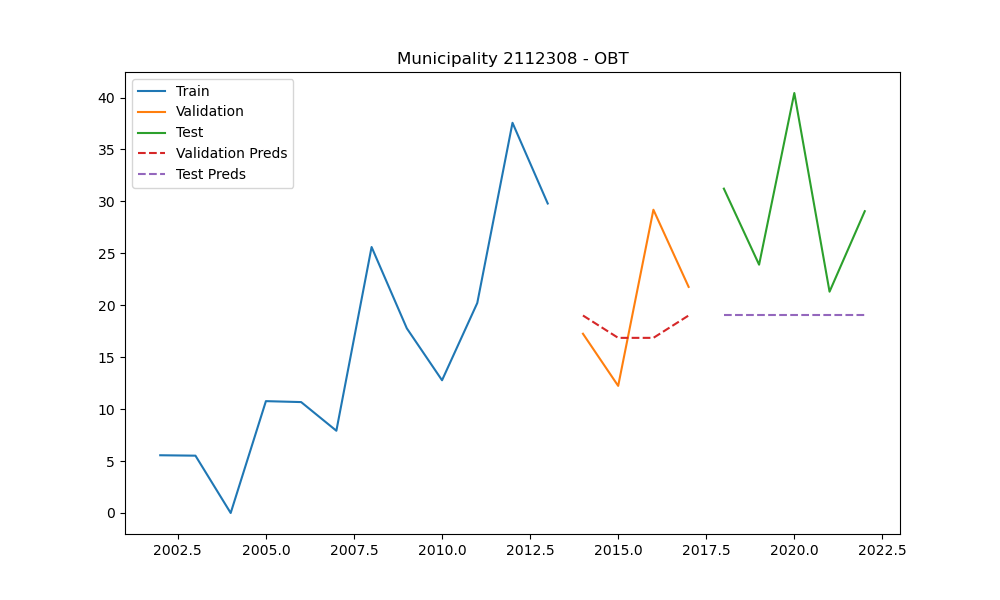 Municipality 2112308 - OBT
Train
Validation
Test
Validation Preds
Test Preds
40
35
30
25
20
15
10
5
0
2002.5 2005.0 2007.5 2010.0 2012.5 2015.0 2017.5 2020.0 2022.5